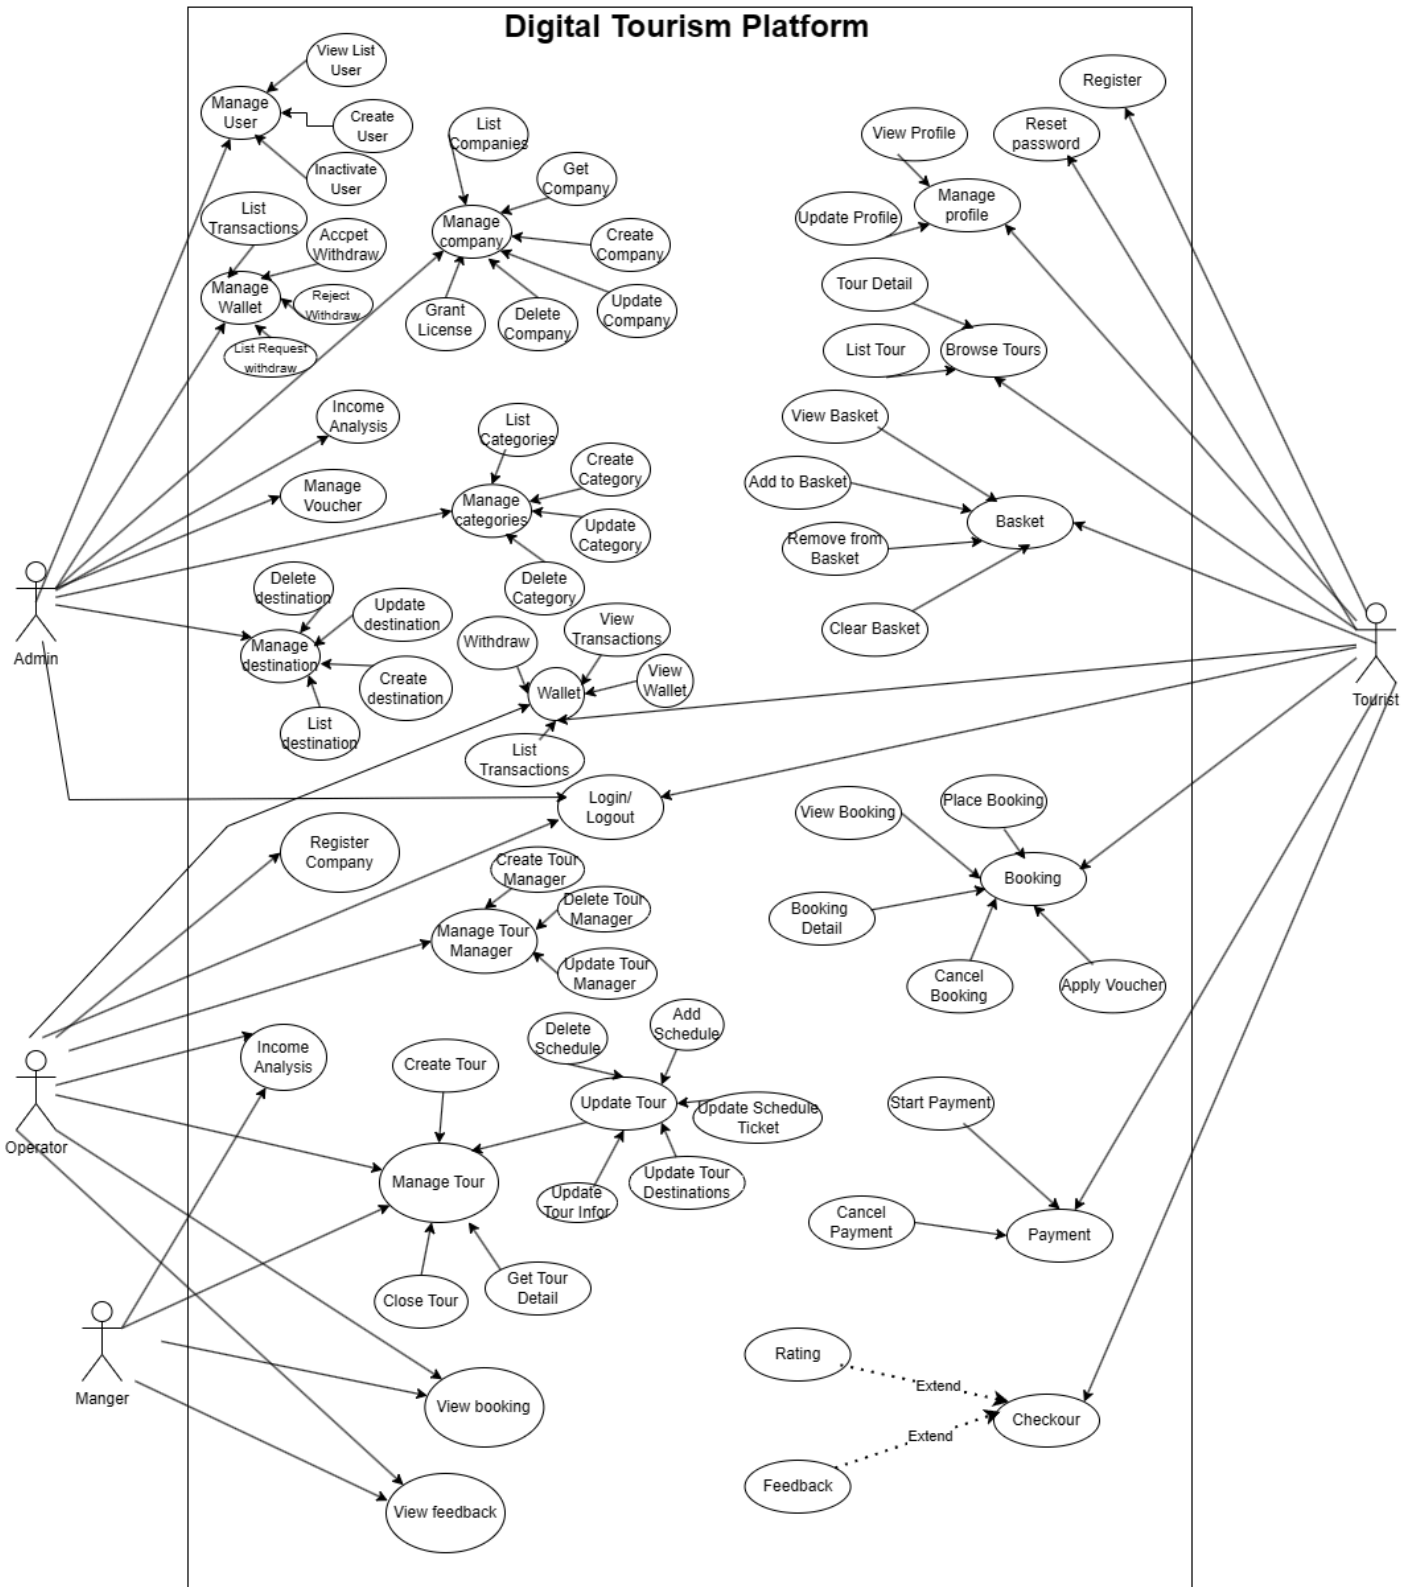 Digital Tourism Platform
View List
User
Manage
User
Create
User
Inactivate
User
List
Transactions
Accpet
Withdraw
Manage
Wallet
Reject
Withdraw
List Request
withdraw
List
Companies
Get
Company
Manage
company
Create
Company
Update
Company
Grant
License
Delete
Company
Income
Analysis
Manage
Voucher
List
Categories
Create
Category
Manage
categories
Update
Category
Delete
Category
Delete
destination
Update
destination
Manage
destination
Create
destination
List
destination
Withdraw
View
Transactions
Wallet
View
Wallet
List
Transactions
Login/
Logout
Register
Company
Create Tour
Manager
Delete Tour
Manager
Manage Tour
Manager
Update Tour
Manager
Income
Analysis
Create Tour
Delete
Schedule
Add
Schedule
Update Tour
Update Schedule
Ticket
Update
Tour Infor
Update Tour
Destinations
Manage Tour
Close Tour
Get Tour
Detail
View booking
View feedback
Admin
Operator
Manger
Register
Reset
password
View Profile
Manage
profile
Update Profile
Tour Detail
List Tour
Browse Tours
View Basket
Add to Basket
Basket
Remove from
Basket
Clear Basket
Tourist
View Booking
Place Booking
Booking
Booking
Detail
Cancel
Booking
Apply Voucher
Start Payment
Cancel
Payment
Payment
Rating
Extend
Checkour
Extend
Feedback